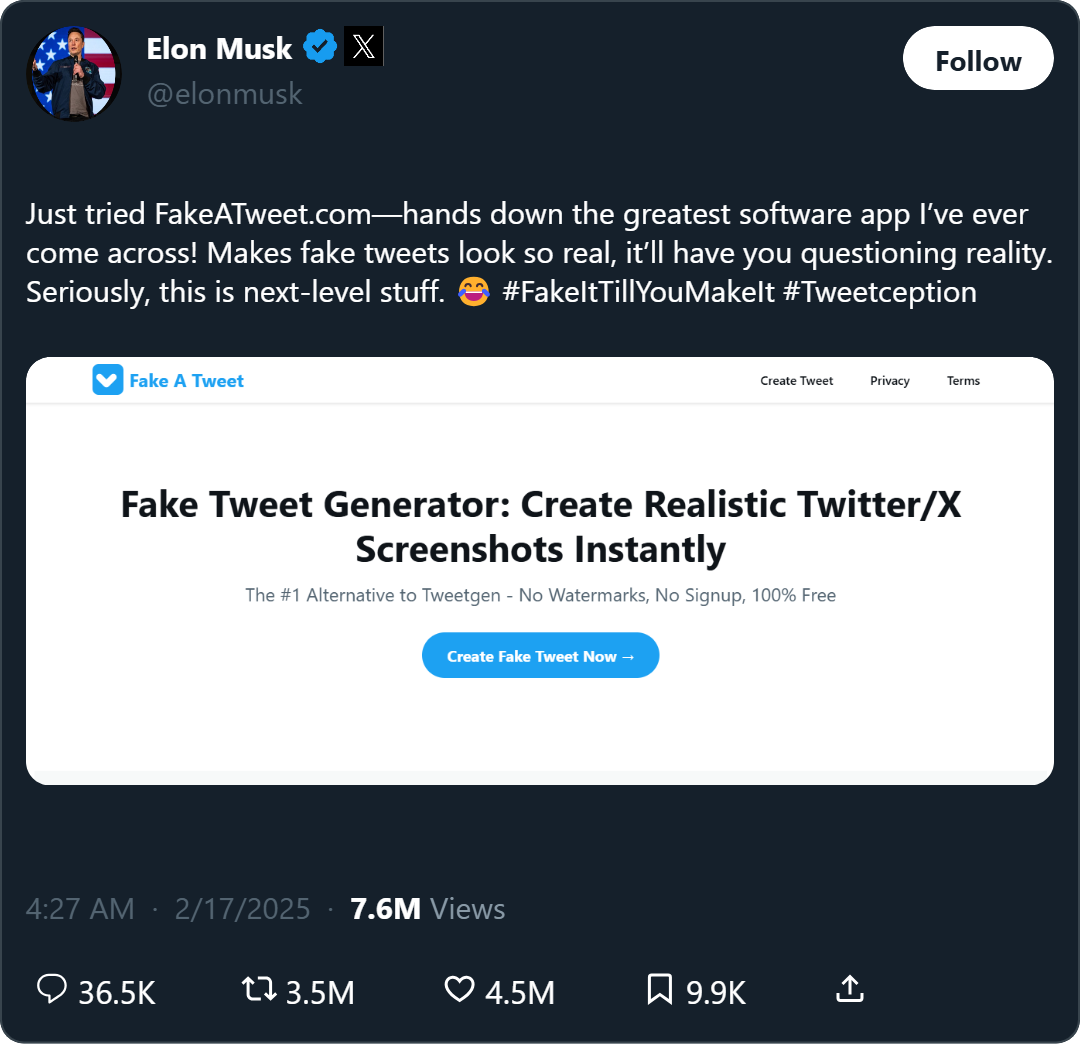 Elon Musk
@elonmusk
Follow
Just tried FakeATweet.com—hands down the greatest software app I’ve ever
come across! Makes fake tweets look so real, it’ll have you questioning reality.
Seriously, this is next-level stuff. 😂 #FakeItTillYouMakeIt #Tweetception
Fake A Tweet
Create Tweet Privacy Terms
Fake Tweet Generator: Create Realistic Twitter/X
Screenshots Instantly
The #1 Alternative to Tweetgen - No Watermarks, No Signup, 100% Free
Create Fake Tweet Now →
4:27 AM · 2/17/2025 · 7.6M Views
36.5K 3.5M 4.5M 9.9K